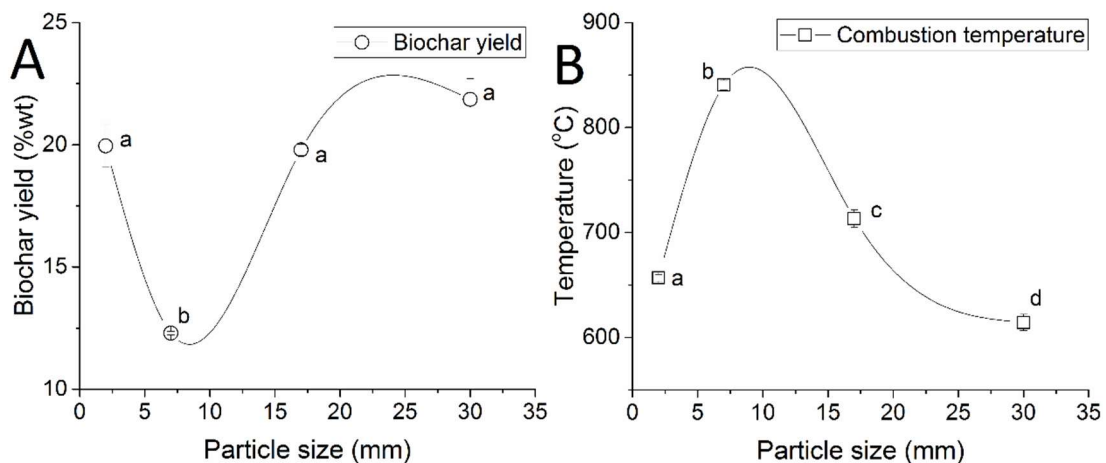 A
Biochar yield
a
b
a
a
25
20
15
10
Biochar yield (%wt)
0 5 10 15 20 25 30 35
Particle size (mm)
B
Combustion temperature
a
b
c
d
900
800
700
600
Temperature (°C)
0 5 10 15 20 25 30 35
Particle size (mm)